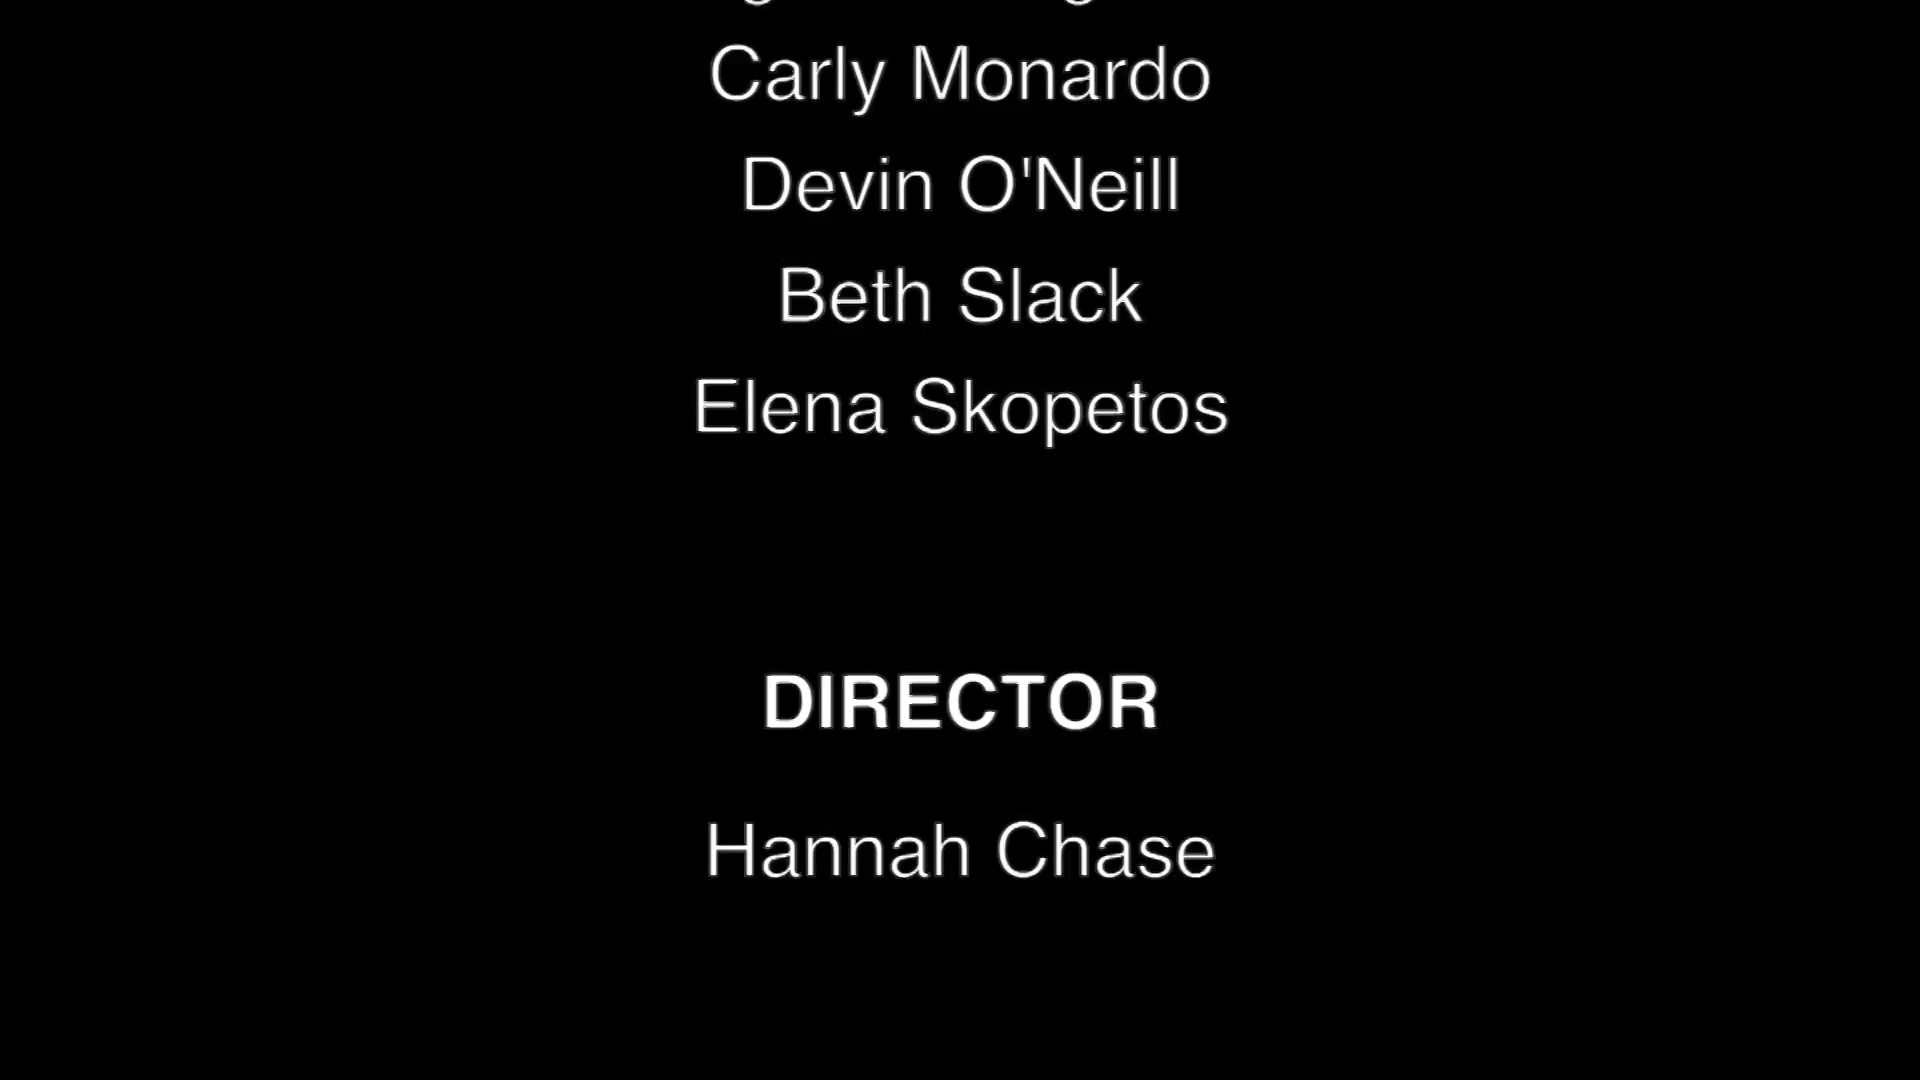 Carly Monardo
Devin O'Neill
Beth Slack
Elena Skopetos
DIRECTOR
Hannah Chase